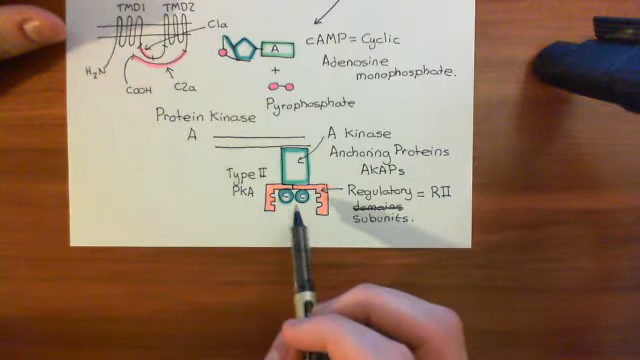 TMD1 TMD2
C1a
H2N
COOH
C2a
A
+
cAMP = Cyclic
Adenosine
monophosphate.
Pyrophosphate
Protein Kinase
A
A Kinase
Anchoring Proteins
AKAPs
Type II
PKA
Regulatory = RII
domains
subunits.